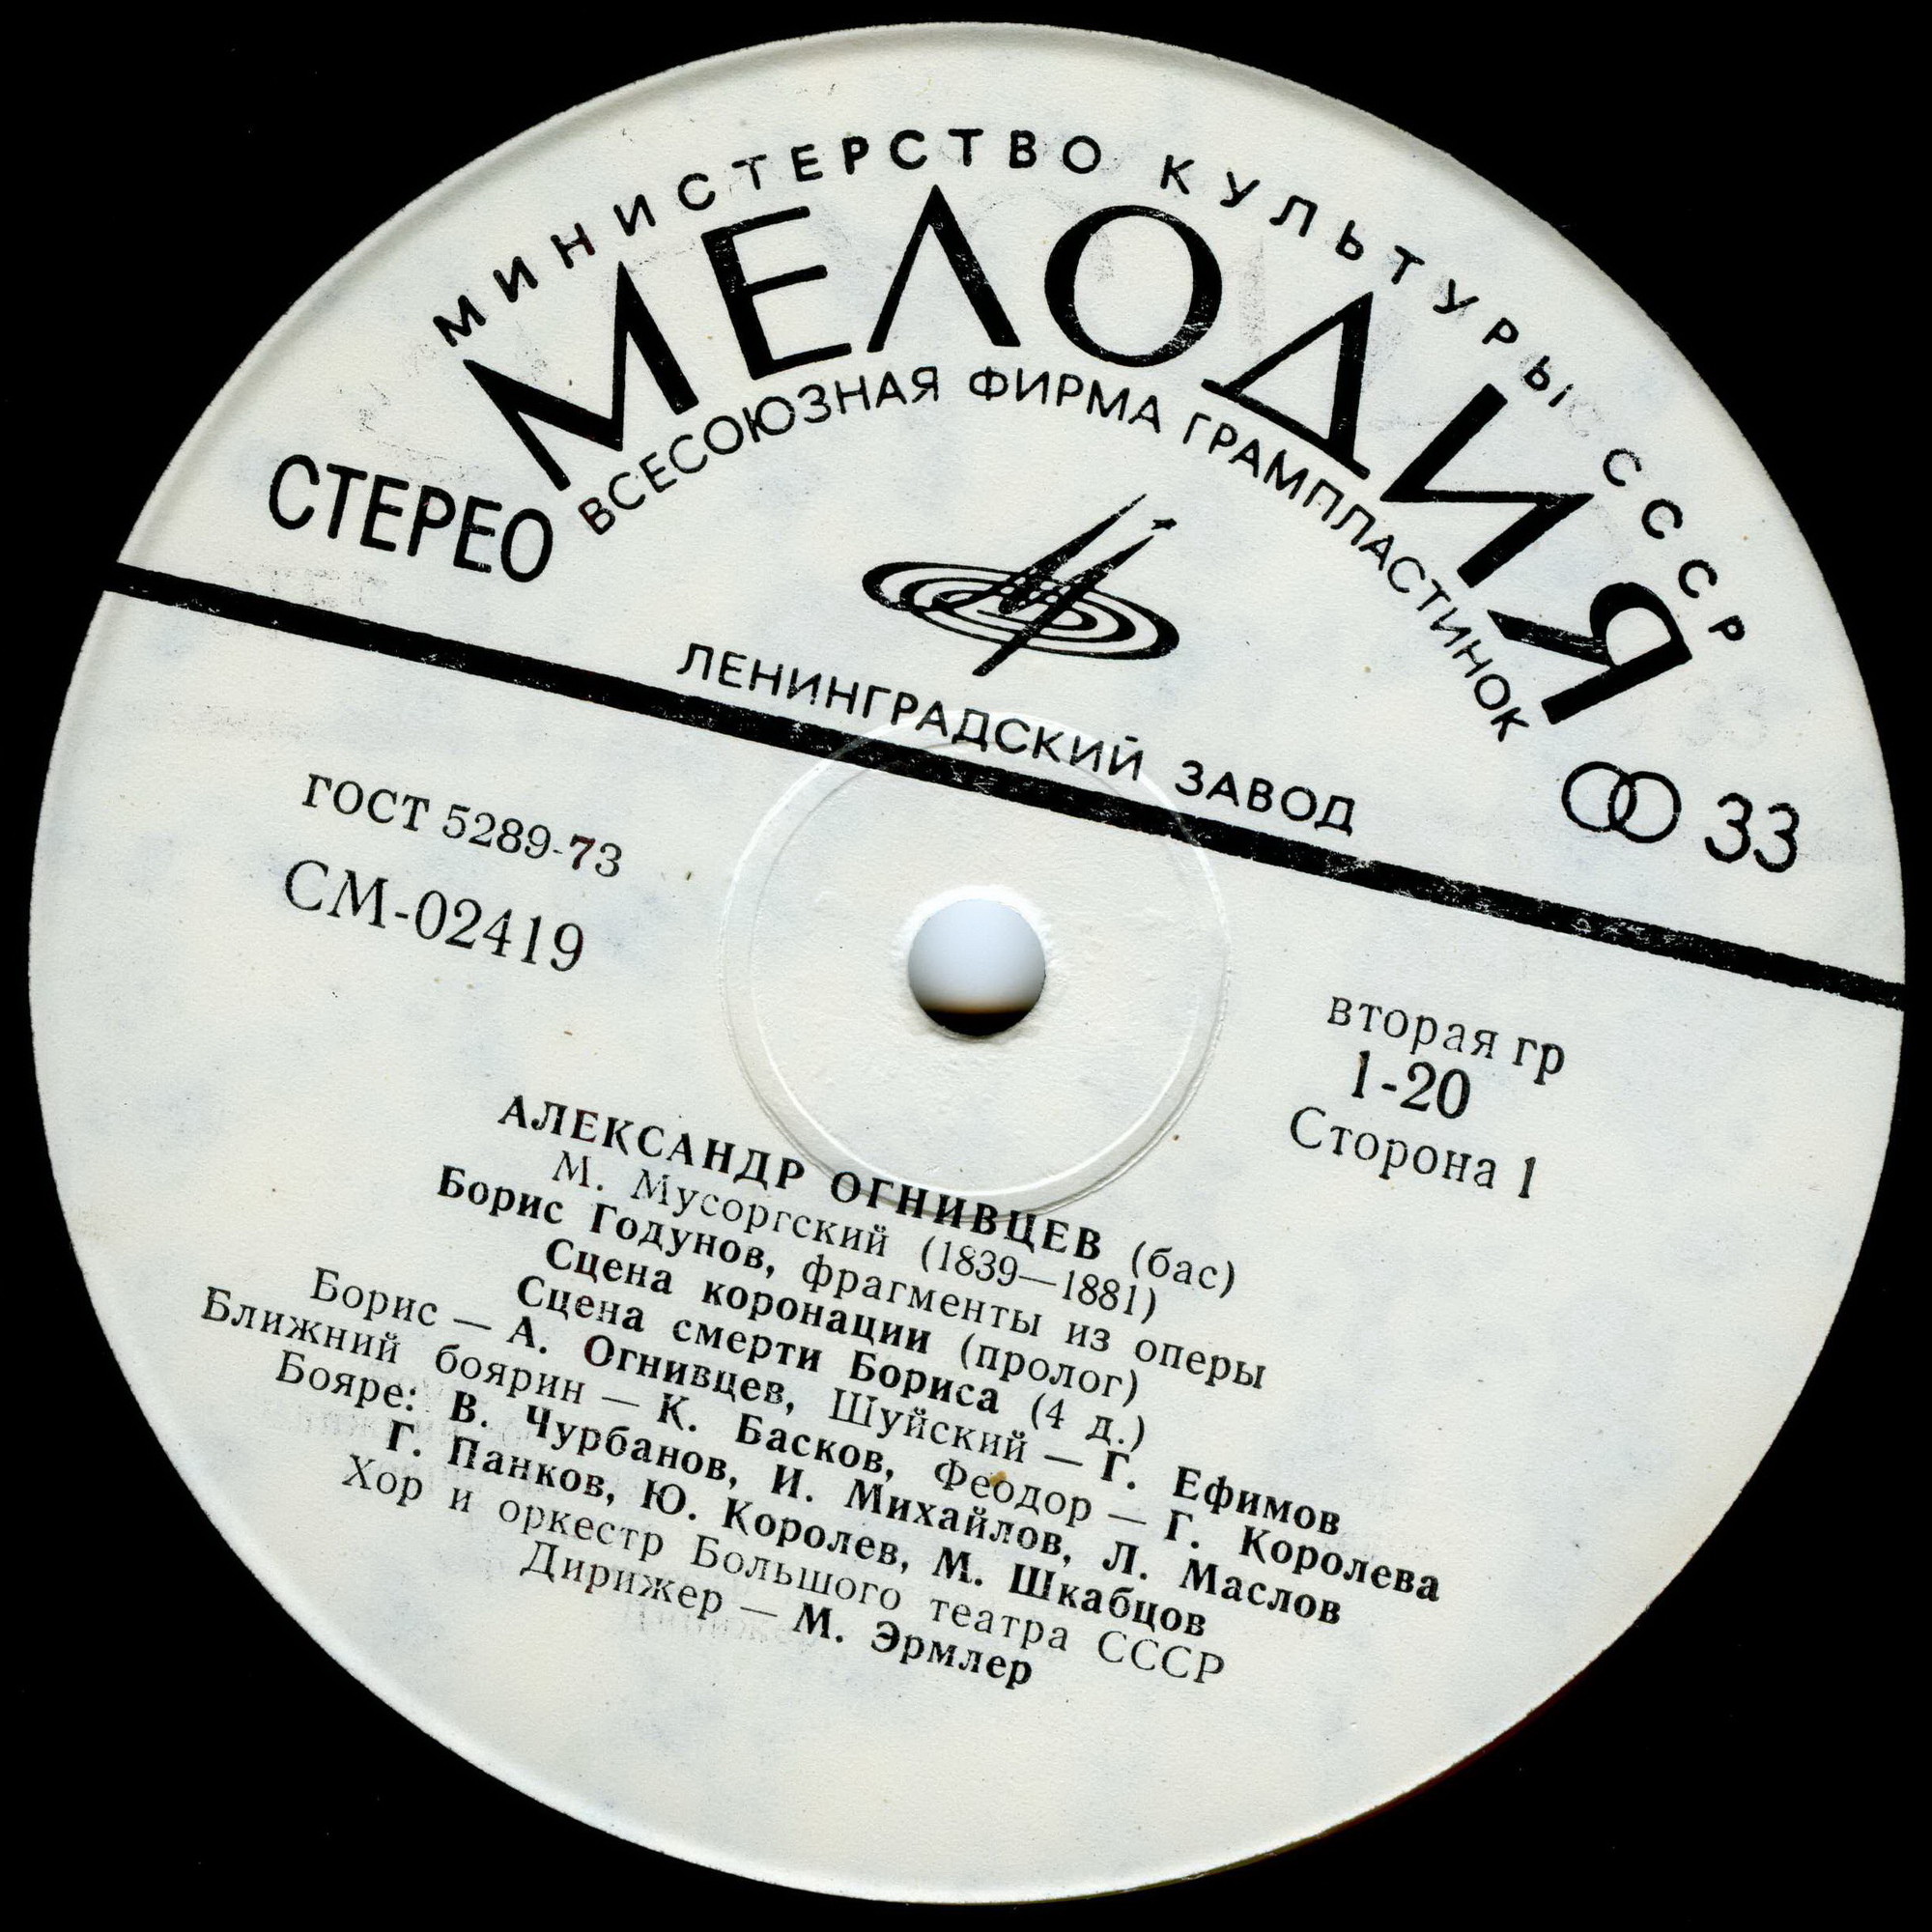 МИНИСТЕРСТВО КУЛЬТУРЫ СССР
МЕЛОДИЯ
ВСЕСОЮЗНАЯ ФИРМА ГРАМПЛАСТИНОК
СТЕРЕО
ЛЕНИНГРАДСКИЙ ЗАВОД
33
ГОСТ 5289-73
СМ-02419
вторая гр
1-20
Сторона 1
АЛЕКСАНДР ОГНИВЦЕВ (бас)
М. Мусоргский (1839—1881)
Борис Годунов, фрагменты из оперы
Сцена коронации (пролог)
Сцена смерти Бориса (4 д.)
Борис — А. Огнивцев, Шуйский — Г. Ефимов
Ближний боярин — К. Басков, Феодор — Г. Королева
Бояре: В. Чурбанов, И. Михайлов, Л. Маслов
Г. Панков, Ю. Королев, М. Шкабцов
Хор и оркестр Большого театра СССР
Дирижер — М. Эрмлер